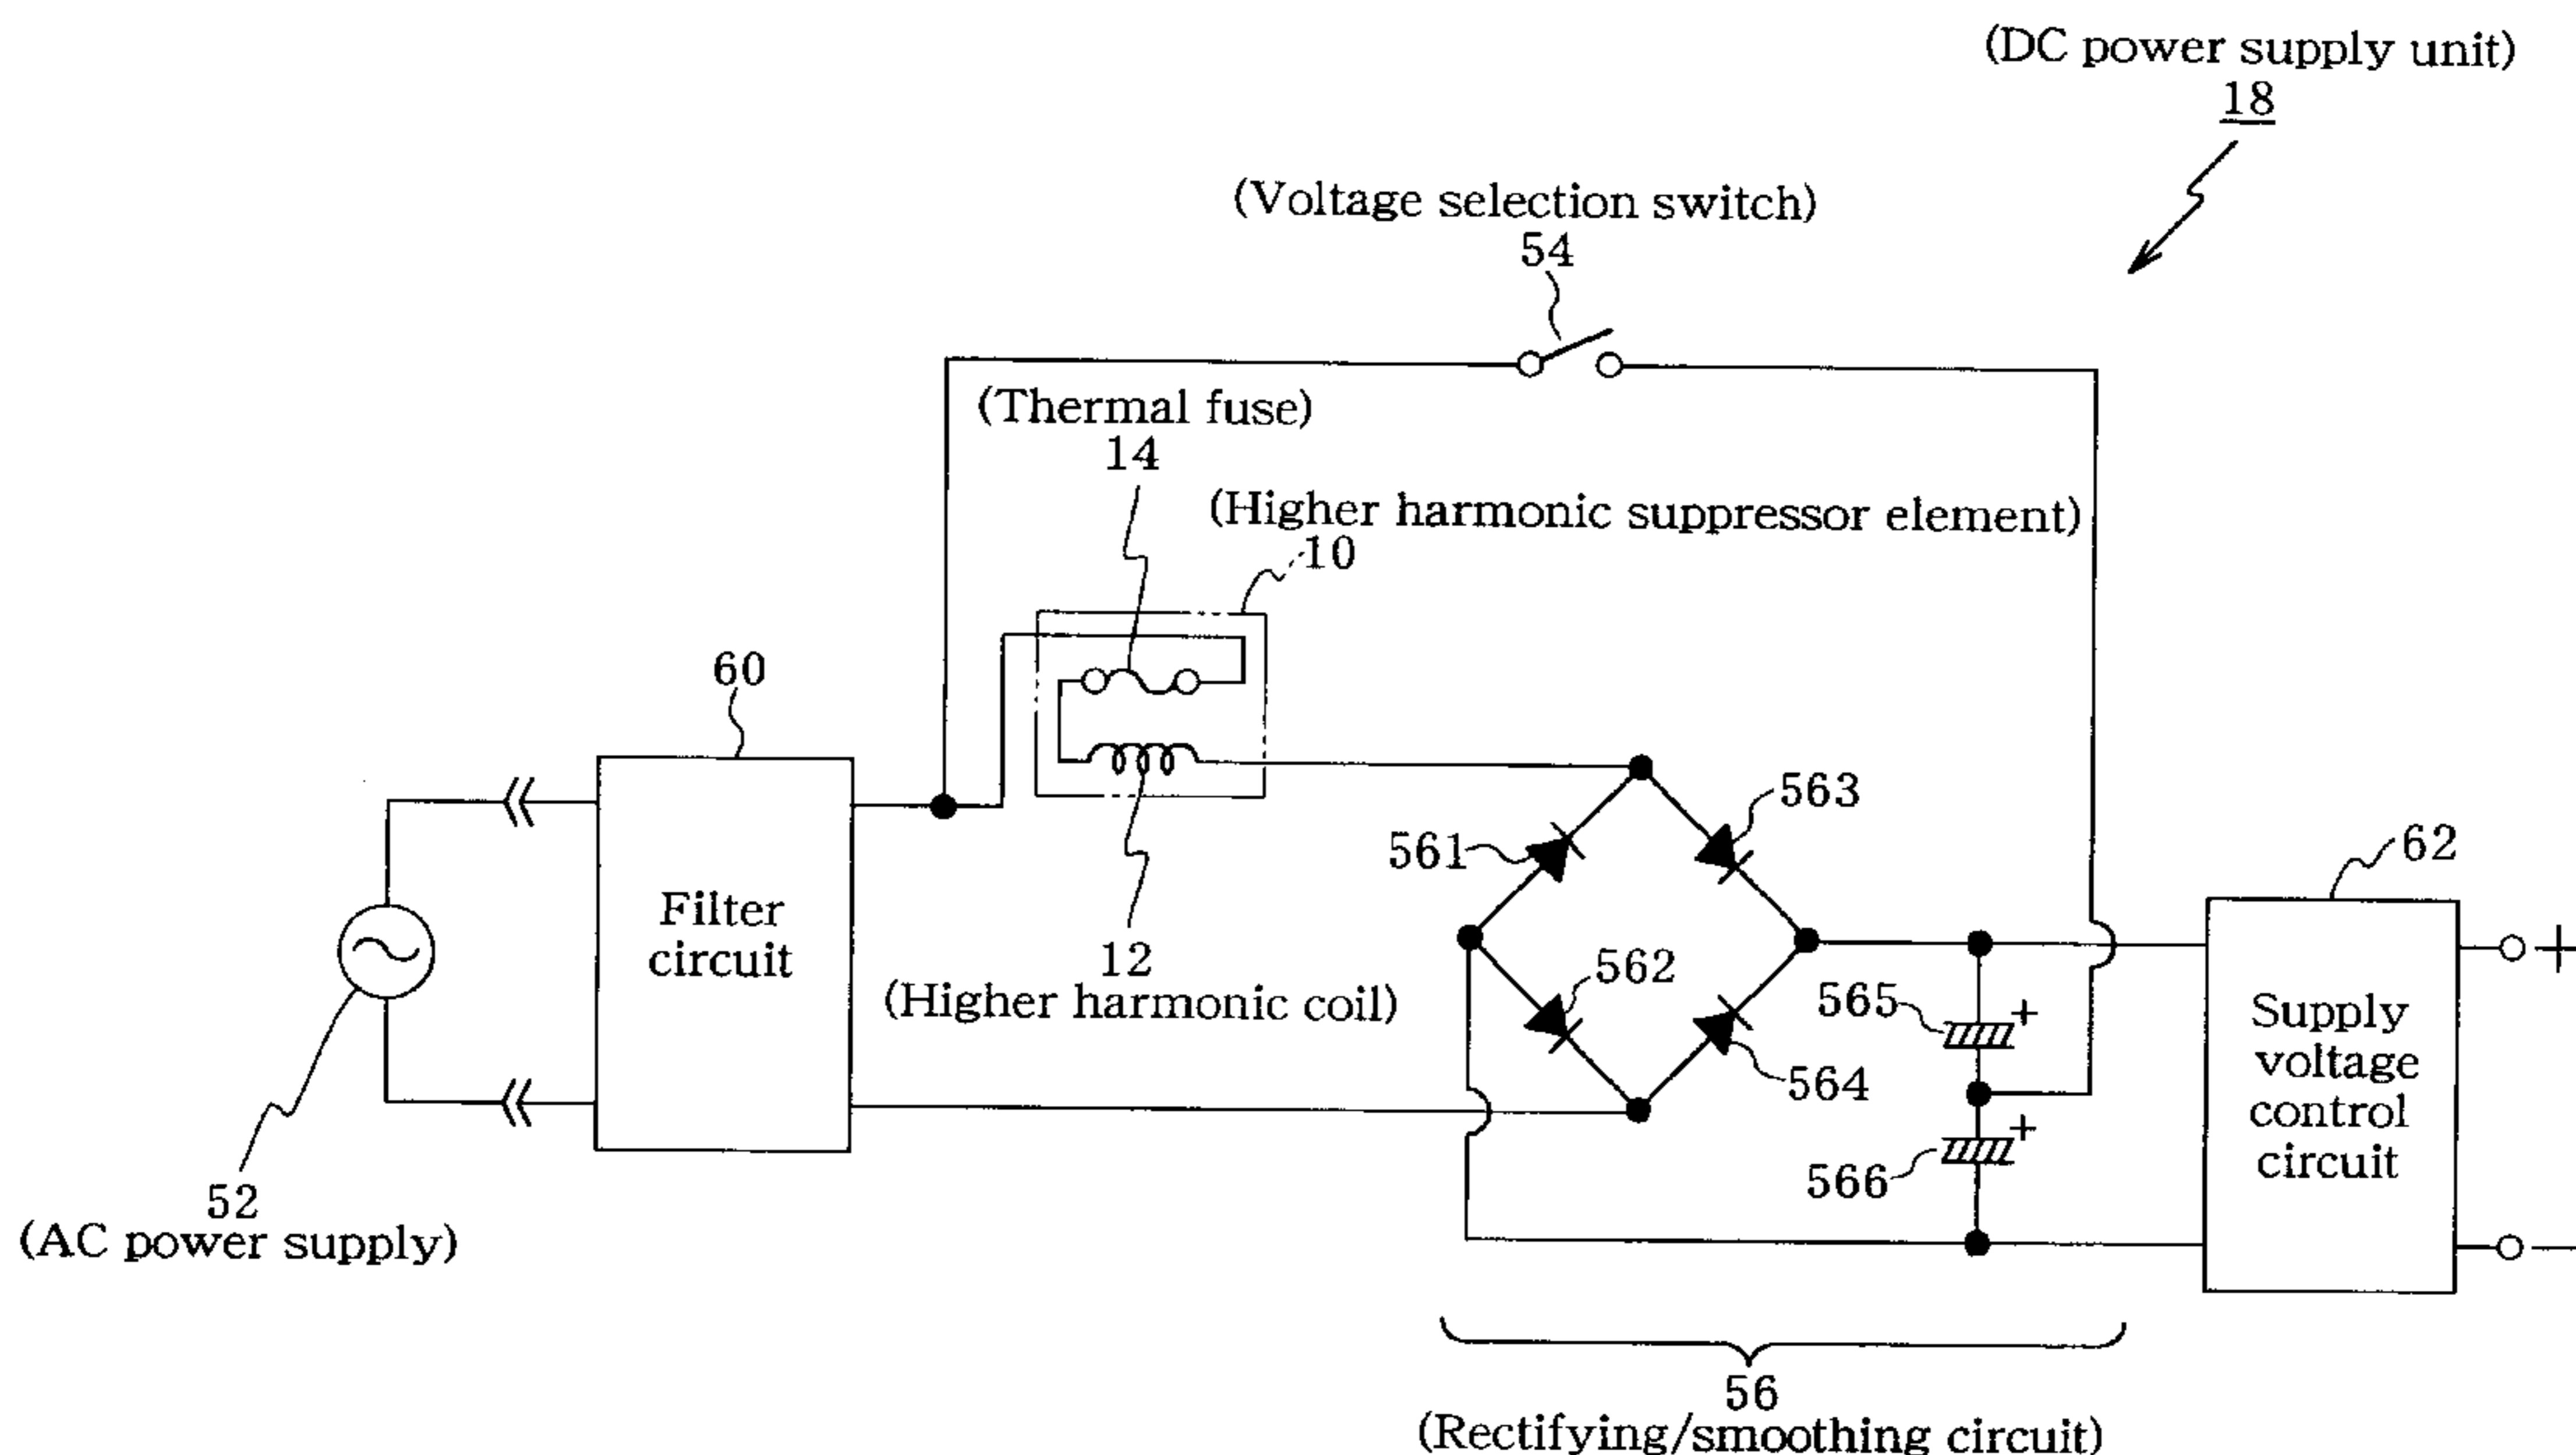 (DC power supply unit)
18
(Voltage selection switch)
54
(Thermal fuse)
14
(Higher harmonic suppressor element)
10
60
563
561
62
Filter
circuit
12
(Higher harmonic coil)
562
565
+
+
Supply
voltage
control
circuit
564
+
566
52
(AC power supply)
−
56
(Rectifying/smoothing circuit)